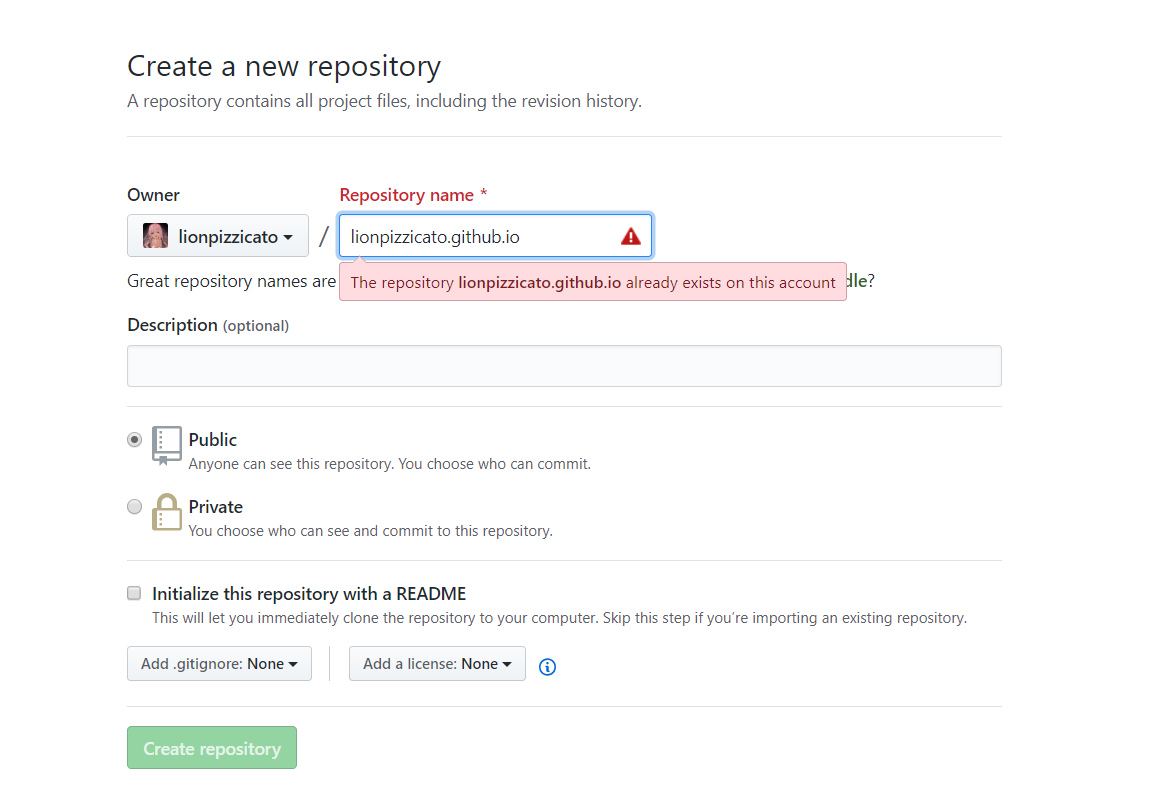 Create a new repository
A repository contains all project files, including the revision history.
Owner
Repository name *
lionpizzicato
/
lionpizzicato.github.io
Great repository names are
The repository lionpizzicato.github.io already exists on this account
dle?
Description (optional)
Public
Anyone can see this repository. You choose who can commit.
Private
You choose who can see and commit to this repository.
Initialize this repository with a README
This will let you immediately clone the repository to your computer. Skip this step if you’re importing an existing repository.
Add .gitignore: None
Add a license: None
Create repository